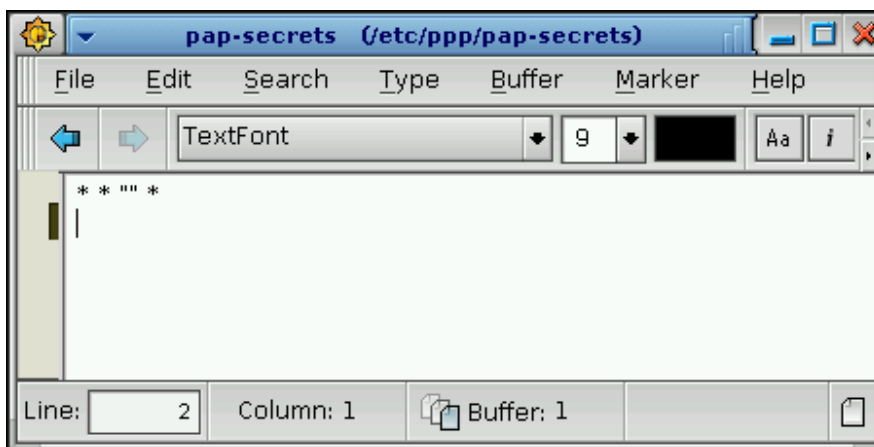 pap-secrets (/etc/ppp/pap-secrets)
File Edit Search Type Buffer Marker Help
TextFont 9 Aa i
* * "" *
Line: 2 Column: 1 Buffer: 1